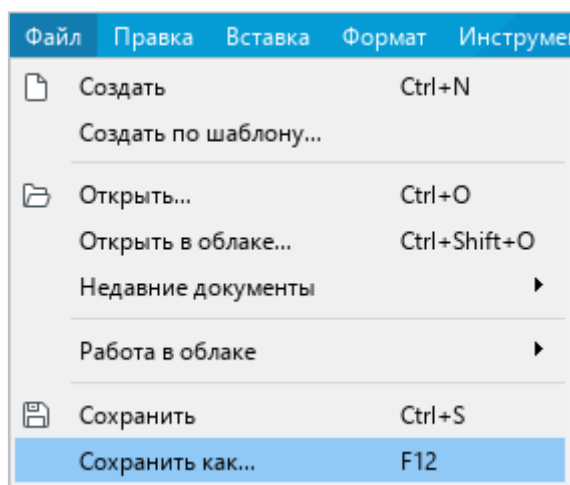 Файл Правка Вставка Формат
Создать Ctrl+N
Создать по шаблону...
Открыть... Ctrl+O
Открыть в облаке... Ctrl+Shift+O
Недавние документы
Работа в облаке
Сохранить Ctrl+S
Сохранить как... F12